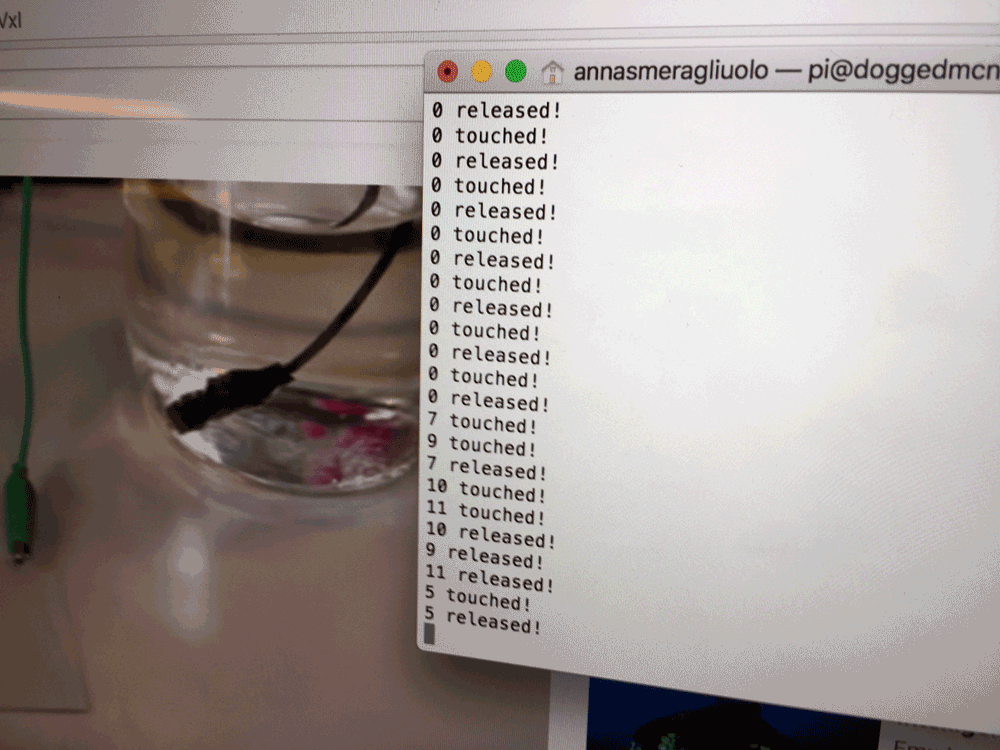 0 released!
0 touched!
0 released!
0 touched!
0 released!
0 touched!
0 released!
0 touched!
0 released!
0 touched!
0 released!
0 touched!
0 released!
7 touched!
9 touched!
7 released!
10 touched!
11 touched!
10 released!
9 released!
11 released!
5 touched!
5 released!
annasmeragliuolo — pi@doggedmcn